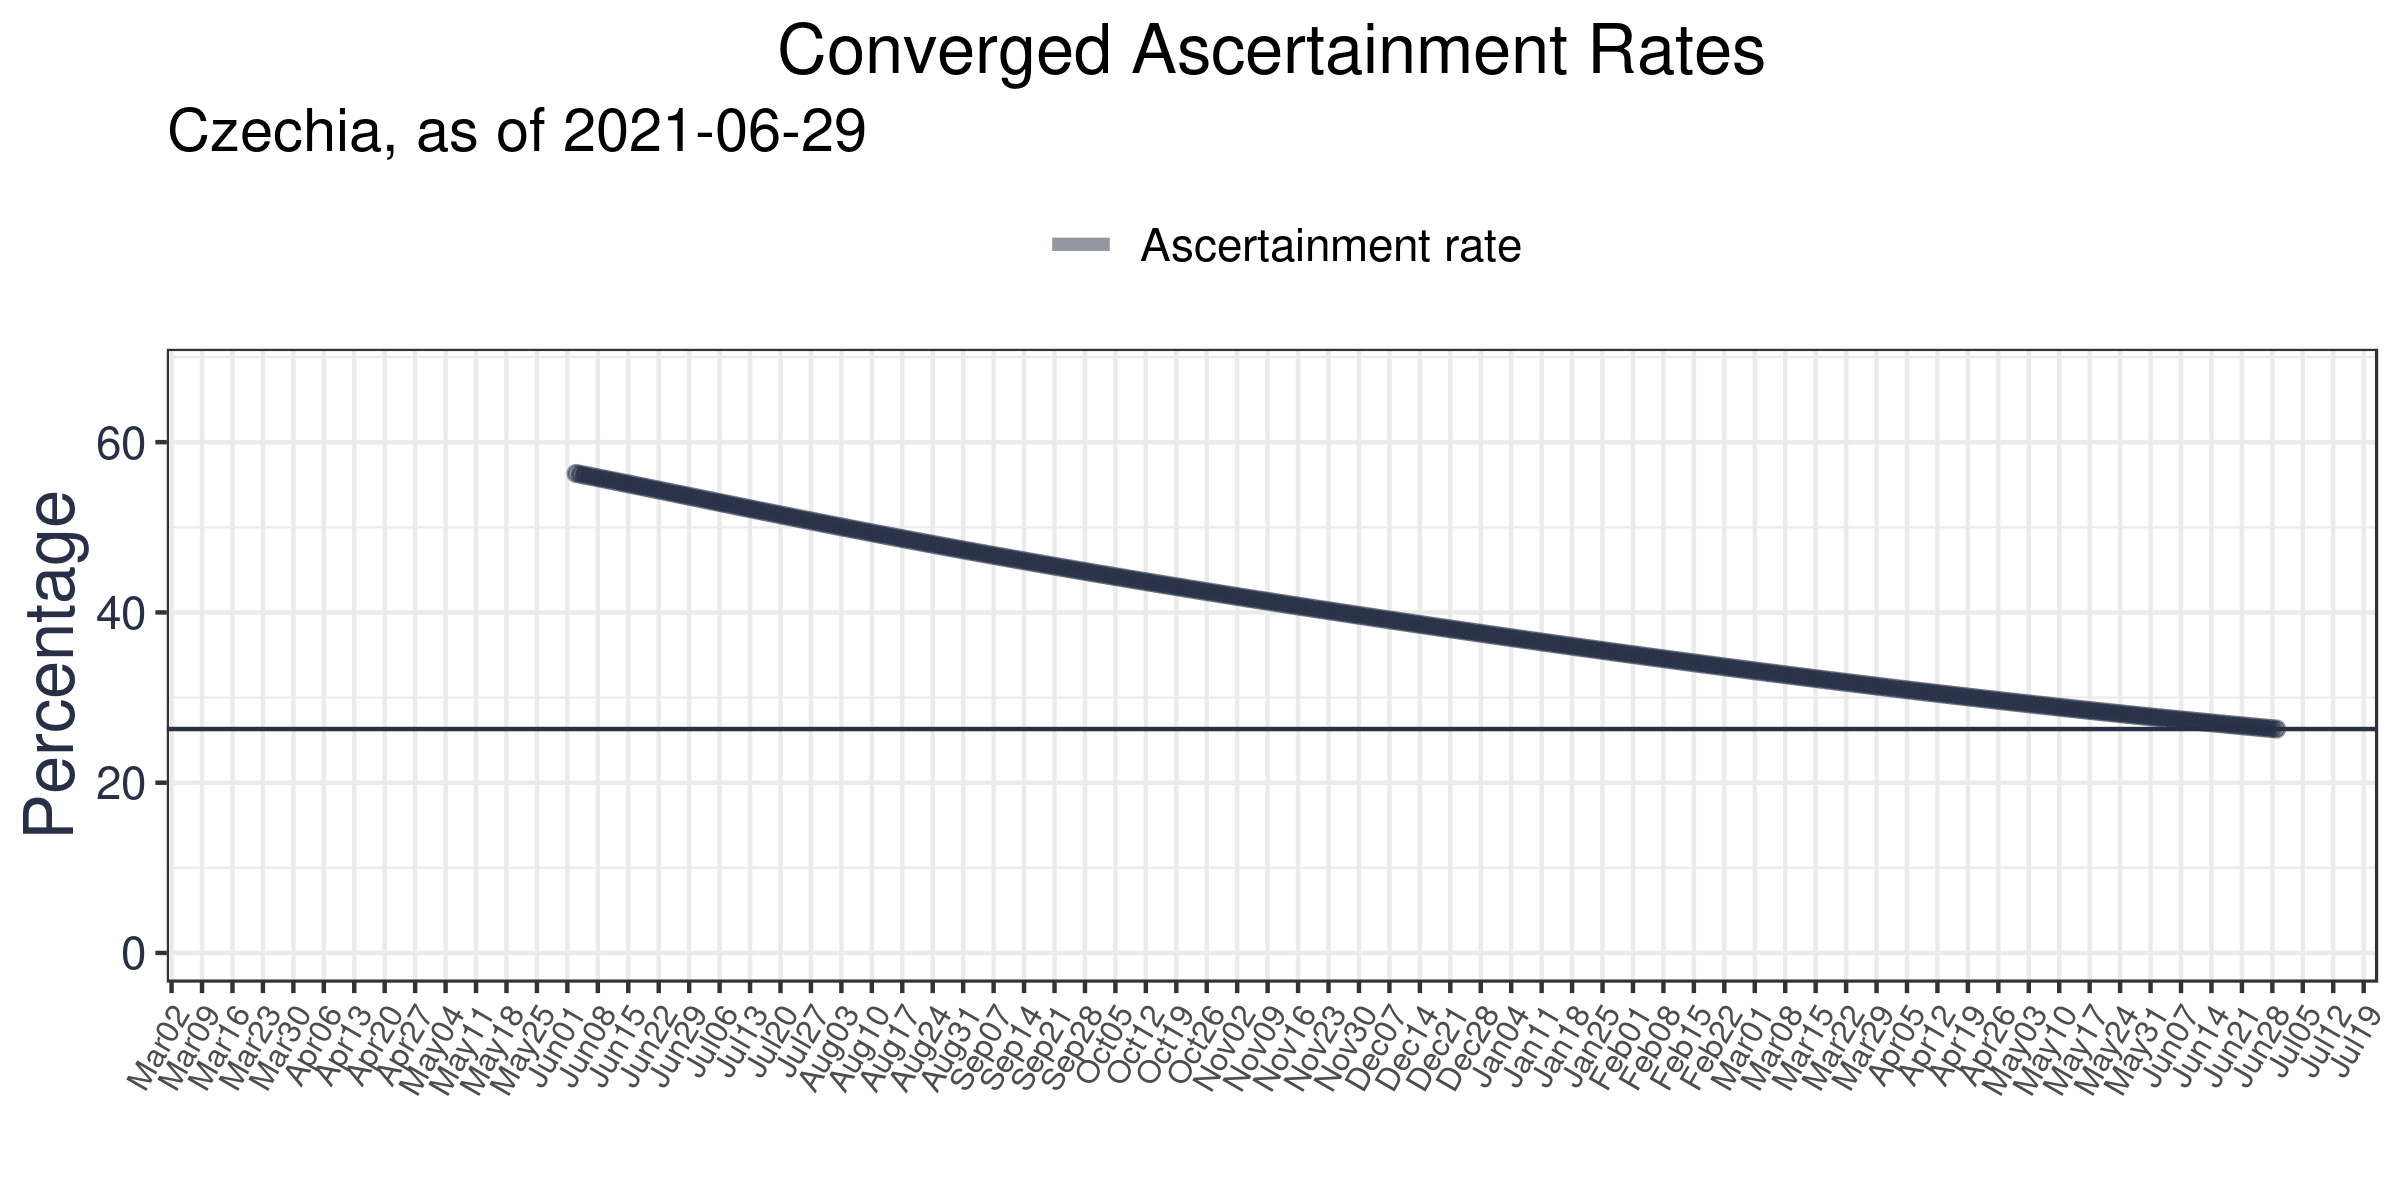 Converged Ascertainment Rates
Czechia, as of 2021-06-29
Ascertainment rate
Percentage
60
40
20
0
Mar02
Mar09
Mar16
Mar23
Mar30
Apr06
Apr13
Apr20
Apr27
May04
May11
May18
May25
Jun01
Jun08
Jun15
Jun22
Jun29
Jul06
Jul13
Jul20
Jul27
Aug03
Aug10
Aug17
Aug24
Aug31
Sep07
Sep14
Sep21
Sep28
Oct05
Oct12
Oct19
Oct26
Nov02
Nov09
Nov16
Nov23
Nov30
Dec07
Dec14
Dec21
Dec28
Jan04
Jan11
Jan18
Jan25
Feb01
Feb08
Feb15
Feb22
Mar01
Mar08
Mar15
Mar22
Mar29
Apr05
Apr12
Apr19
Apr26
May03
May10
May17
May24
May31
Jun07
Jun14
Jun21
Jun28
Jul05
Jul12
Jul19